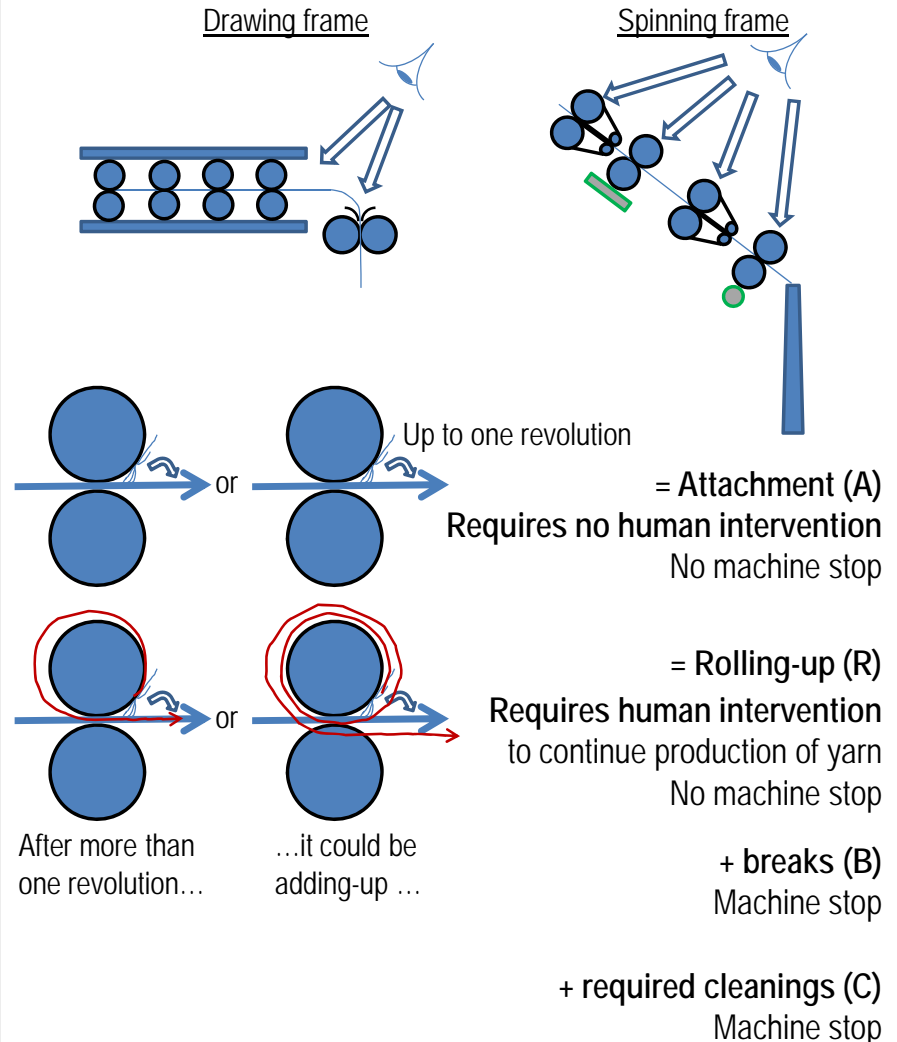 Drawing frame
Spinning frame
Up to one revolution
or
= Attachment (A)
Requires no human intervention
No machine stop
= Rolling-up (R)
or
Requires human intervention
to continue production of yarn
No machine stop
After more than
one revolution…
…it could be
adding-up …
+ breaks (B)
Machine stop
+ required cleanings (C)
Machine stop